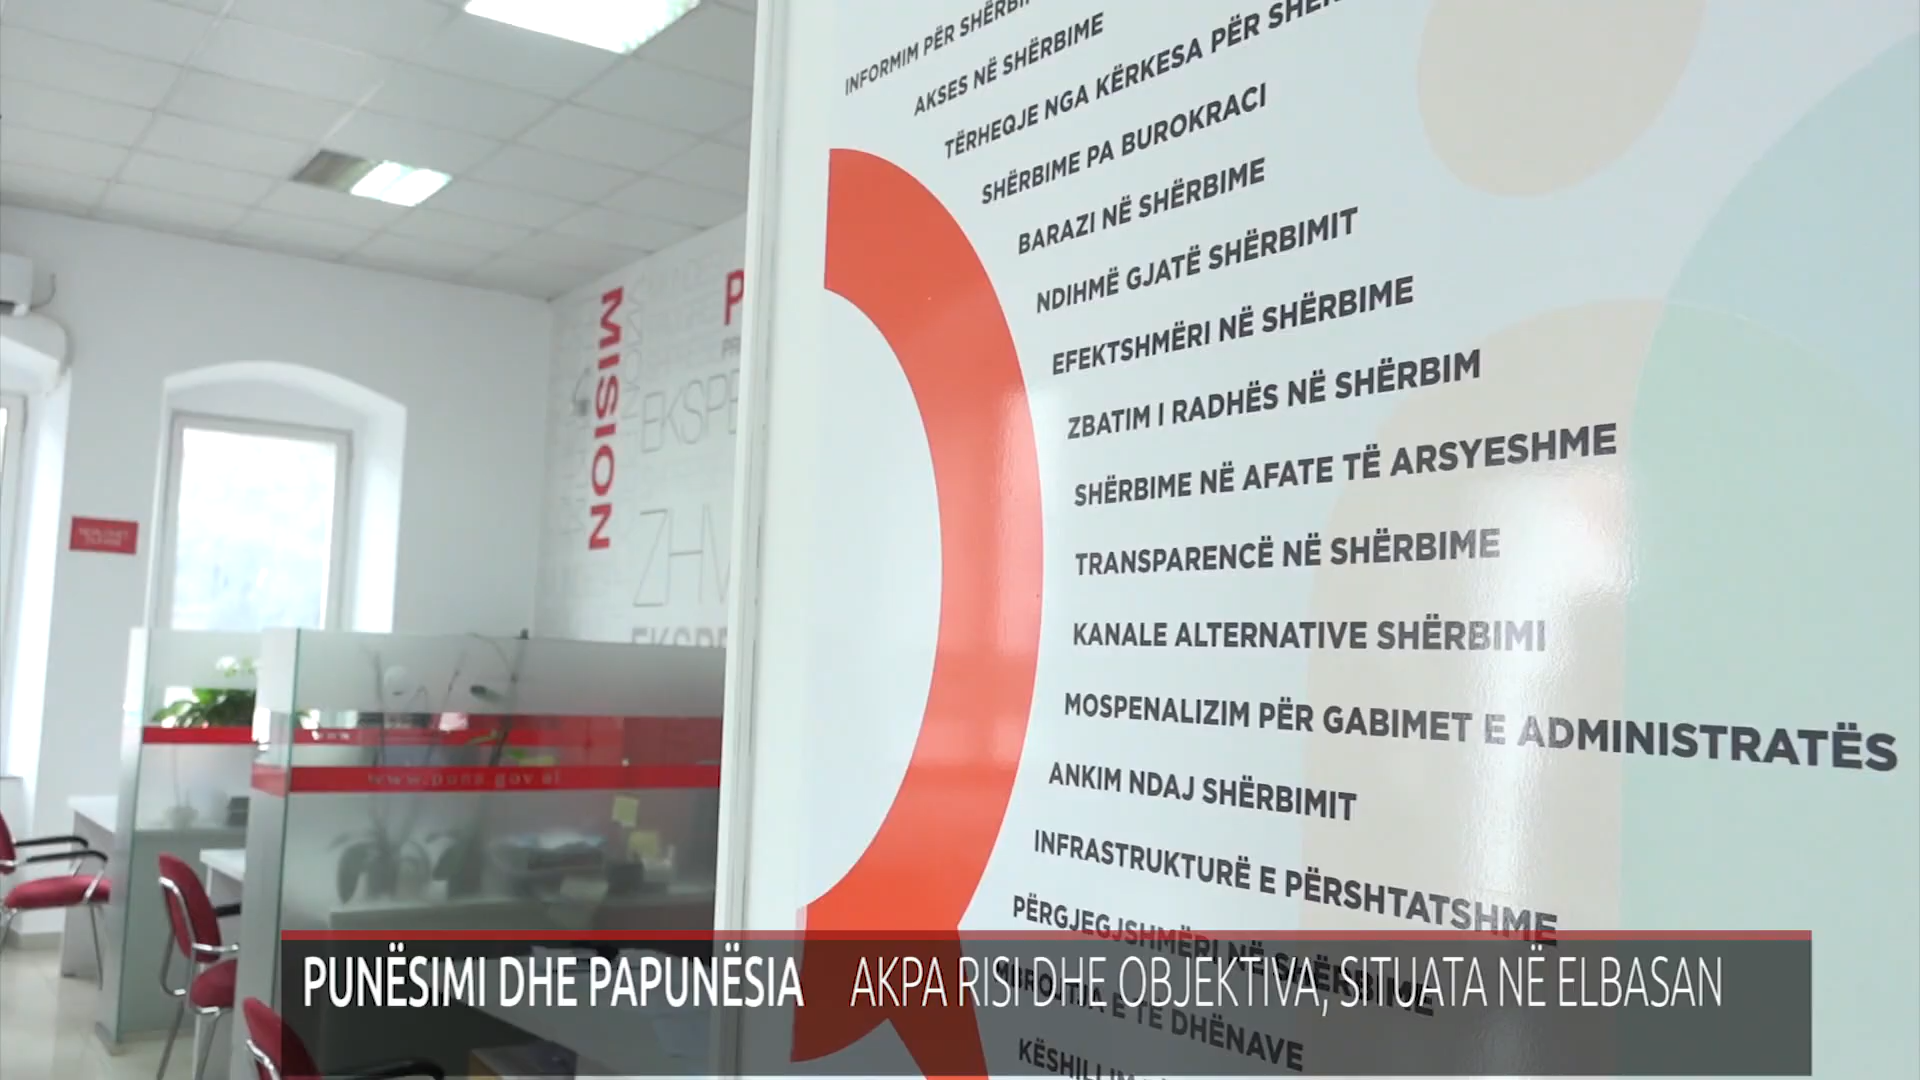 INFORMIM PËR
AKSES NË SHËRBIME
TËRHEQJE NGA KËRKESA PËR
SHËRBIME PA BUROKRACI
BARAZI NË SHËRBIME
NDIHMË GJATË SHËRBIMIT
EFEKTSHMËRI NË SHËRBIME
ZBATIM I RADHËS NË SHËRBIM
SHËRBIME NË AFATE TË ARSYESHME
TRANSPARENCË NË SHËRBIME
KANALE ALTERNATIVE SHËRBIMI
MOSPENALIZIM PËR GABIMET E ADMINISTRATËS
ANKIM NDAJ SHËRBIMIT
INFRASTRUKTURË E PËRSHTATSHME
PËRGJEGJSHMËRI NË SHËRBIME
E TË DHËNAVE
MISION
PUNËSIMI DHE PAPUNËSIA AKPA RISI DHE OBJEKTIVA, SITUATA NË ELBASAN